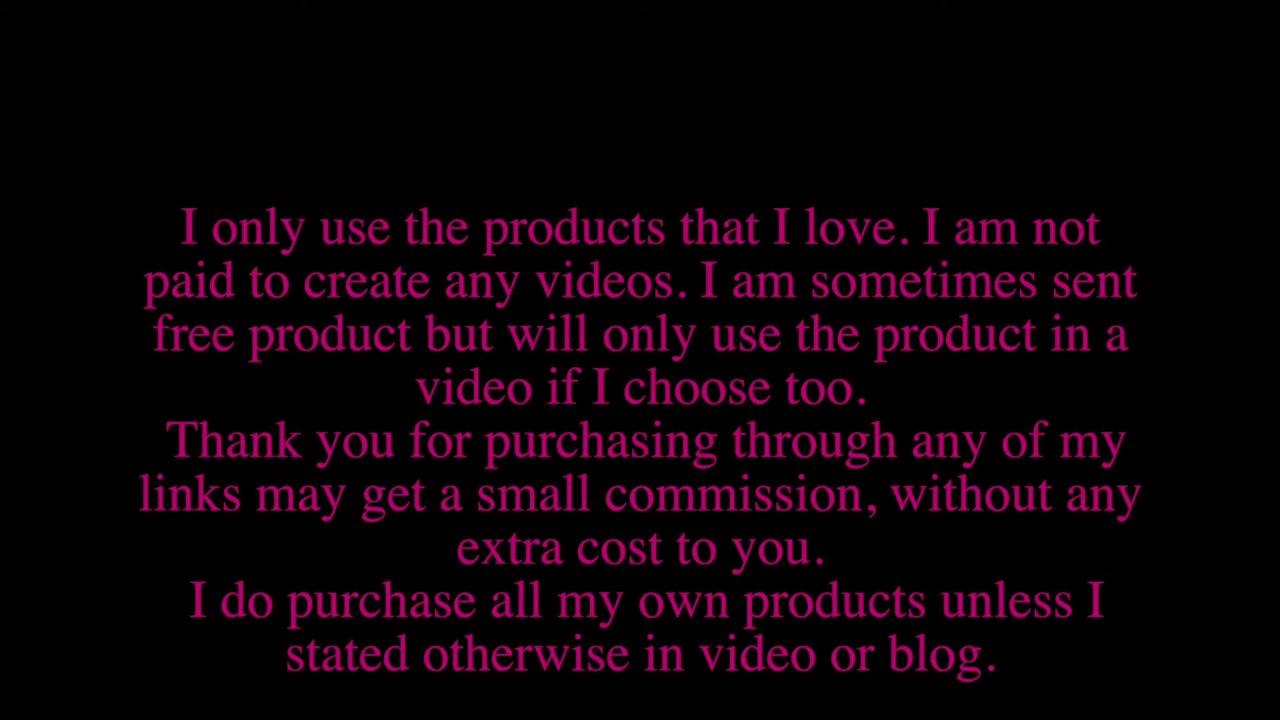 I only use the products that I love. I am not
paid to create any videos. I am sometimes sent
free product but will only use the product in a
video if I choose too.
Thank you for purchasing through any of my
links may get a small commission, without any
extra cost to you.
I do purchase all my own products unless I
stated otherwise in video or blog.